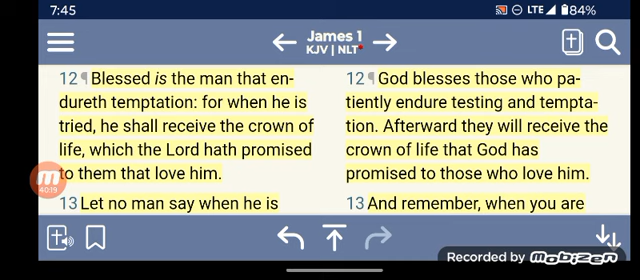 7:45
LTE 84%
James 1
KJV | NLT
12 ¶ Blessed is the man that en-
dureth temptation: for when he is
tried, he shall receive the crown of
life, which the Lord hath promised
to them that love him.
13 Let no man say when he is
12 ¶ God blesses those who pa-
tiently endure testing and tempta-
tion. Afterward they will receive the
crown of life that God has
promised to those who love him.
13 And remember, when you are
40:19
Recorded by Mobizen